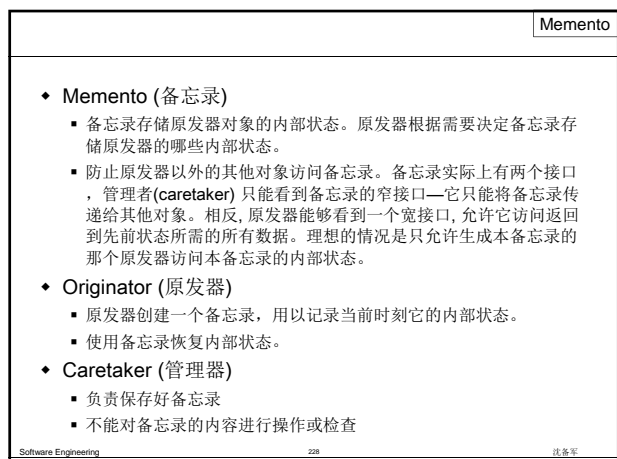 Memento
◆ Memento (备忘录)
▪ 备忘录存储原发器对象的内部状态。原发器根据需要决定备忘录存
储原发器的哪些内部状态。
▪ 防止原发器以外的其他对象访问备忘录。备忘录实际上有两个接口
，管理者(caretaker) 只能看到备忘录的窄接口—它只能将备忘录传
递给其他对象。相反, 原发器能够看到一个宽接口, 允许它访问返回
到先前状态所需的所有数据。理想的情况是只允许生成本备忘录的
那个原发器访问本备忘录的内部状态。
◆ Originator (原发器)
▪ 原发器创建一个备忘录，用以记录当前时刻它的内部状态。
▪ 使用备忘录恢复内部状态。
◆ Caretaker (管理器)
▪ 负责保存好备忘录
▪ 不能对备忘录的内容进行操作或检查
Software Engineering 228 沈备军